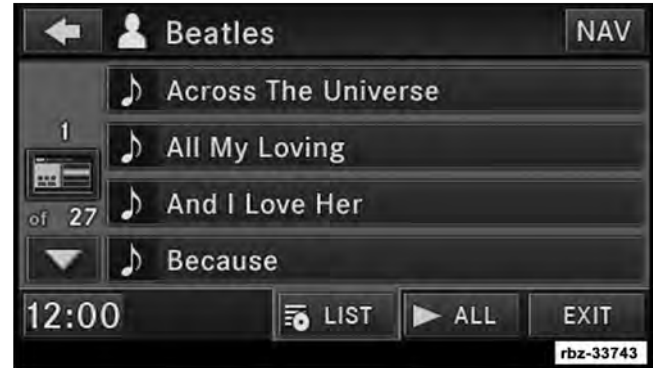 Beatles NAV
Across The Universe
1
All My Loving
of 27
And I Love Her
Because
12:00 LIST ALL EXIT
rbz-33743